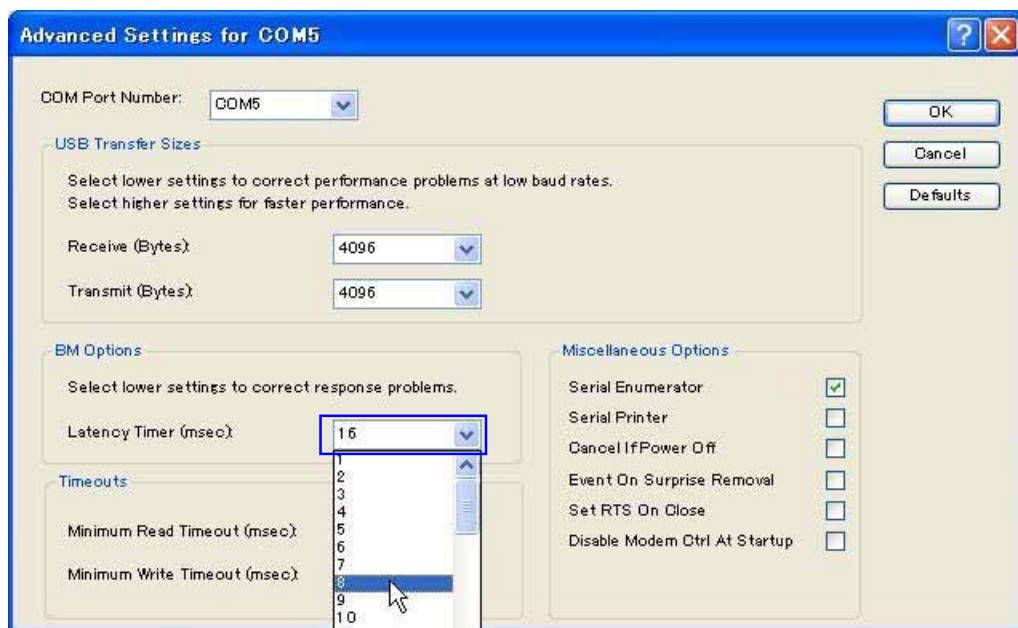 Advanced Settings for COM5
COM Port Number: COM5
OK
Cancel
Defaults
USB Transfer Sizes
Select lower settings to correct performance problems at low baud rates.
Select higher settings for faster performance.
Receive (Bytes): 4096
Transmit (Bytes): 4096
BM Options
Select lower settings to correct response problems.
Latency Timer (msec): 16
1
2
3
4
5
6
7
8
9
10
Timeouts
Minimum Read Timeout (msec):
Minimum Write Timeout (msec):
Miscellaneous Options
Serial Enumerator
Serial Printer
Cancel If Power Off
Event On Surprise Removal
Set RTS On Close
Disable Modem Ctrl At Startup